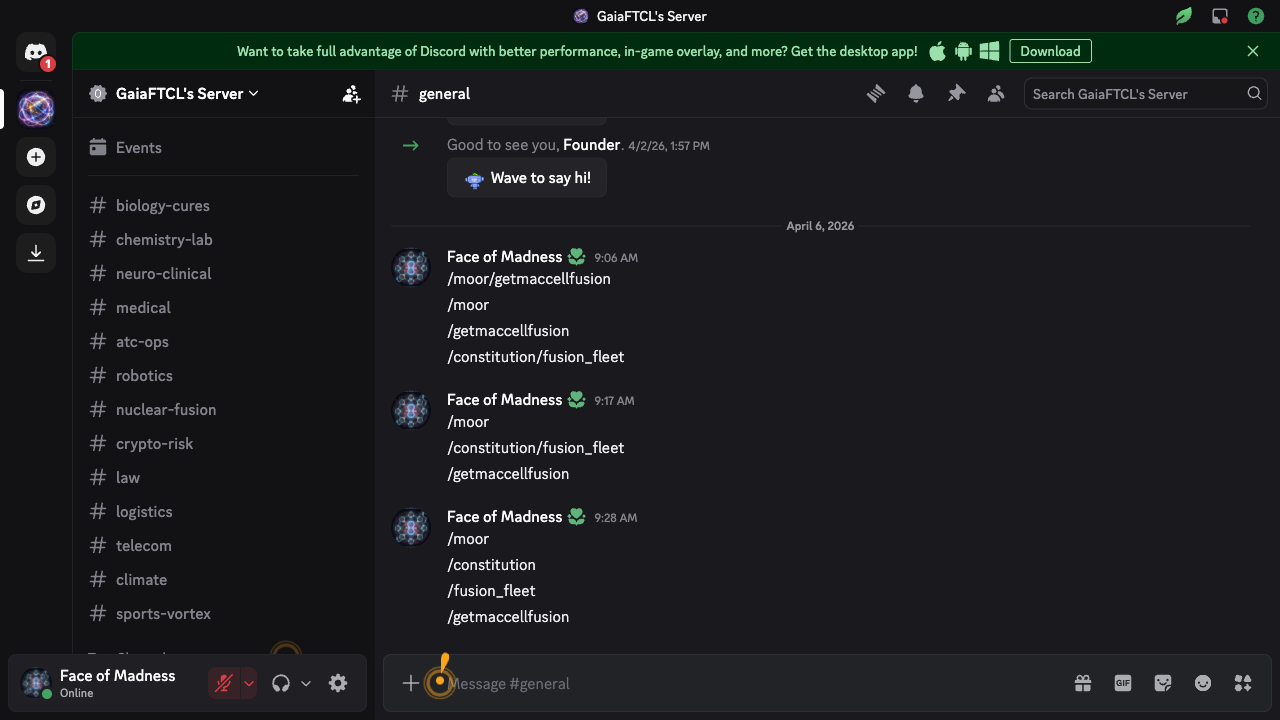 GaiaFTCL's Server
Want to take full advantage of Discord with better performance, in-game overlay, and more? Get the desktop app!
Download
1
GaiaFTCL's Server
Events
biology-cures
chemistry-lab
neuro-clinical
medical
atc-ops
robotics
nuclear-fusion
crypto-risk
law
logistics
telecom
climate
sports-vortex
Face of Madness
Online
# general
Search GaiaFTCL's Server
Good to see you, Founder. 4/2/26, 1:57 PM
Wave to say hi!
April 6, 2026
Face of Madness 9:06 AM
/moor/getmaccellfusion
/moor
/getmaccellfusion
/constitution/fusion_fleet
Face of Madness 9:17 AM
/moor
/constitution/fusion_fleet
/getmaccellfusion
Face of Madness 9:28 AM
/moor
/constitution
/fusion_fleet
/getmaccellfusion
Message #general
GIF